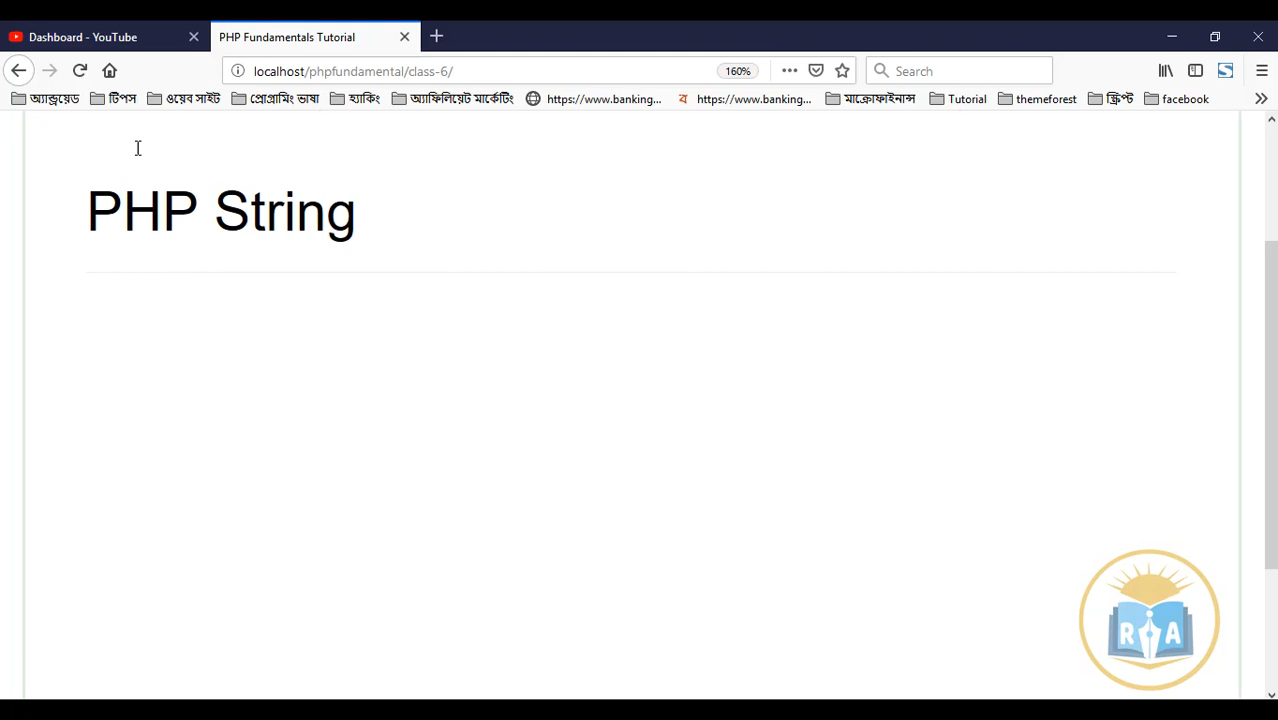 Dashboard - YouTube
PHP Fundamentals Tutorial
localhost/phpfundamental/class-6/
160%
Search
অ্যান্ড্রয়েড টিপস ওয়েব সাইট প্রোগ্রামিং ভাষা হ্যাকিং অ্যাফিলিয়েট মার্কেটিং https://www.banking... https://www.banking... মাক্রোফাইনান্স Tutorial themeforest স্ক্রিপ্ট facebook
PHP String
R A